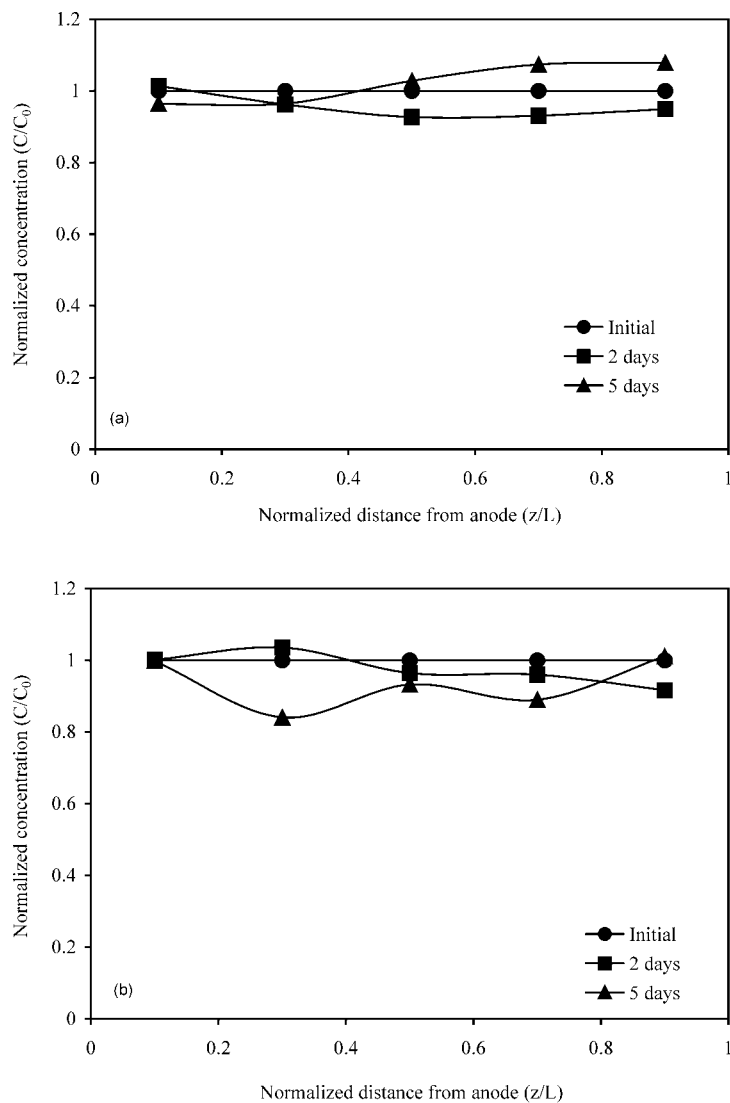 1.2
1
0.8
0.6
0.4
0.2
0
Normalized concentration (C/C₀)
Initial
2 days
5 days
(a)
0 0.2 0.4 0.6 0.8 1
Normalized distance from anode (z/L)
1.2
1
0.8
0.6
0.4
0.2
0
Normalized concentration (C/C₀)
Initial
2 days
5 days
(b)
0 0.2 0.4 0.6 0.8 1
Normalized distance from anode (z/L)